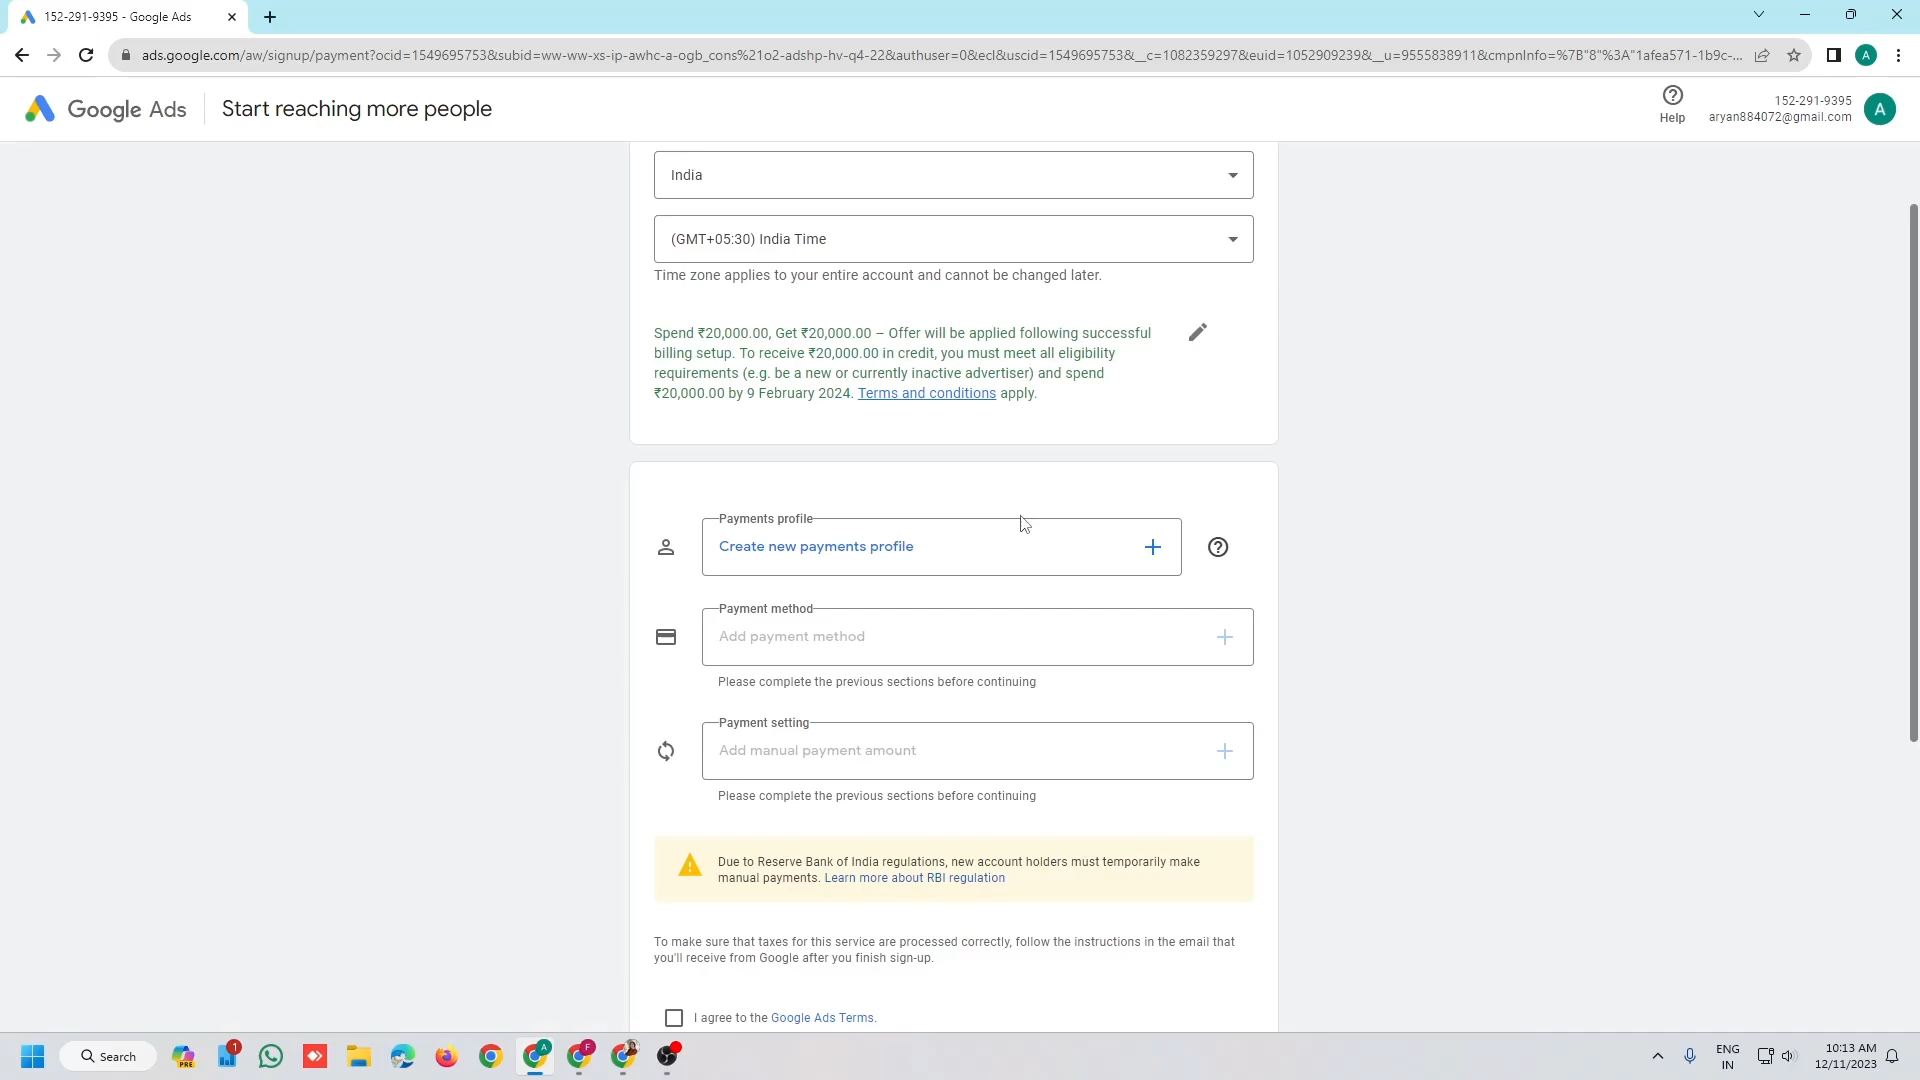 152-291-9395 - Google Ads
ads.google.com/aw/signup/payment?ocid=1549695753&subid=ww-ww-xs-ip-awhc-a-ogb_cons%21o2-adshp-hv-q4-22&authuser=0&ecl&uscid=1549695753&__c=1082359297&euid=1052909239&__u=9555838911&cmpnInfo=%7B"8"%3A"1afea571-1b9c-...
A
Google Ads
Start reaching more people
Help
152-291-9395
aryan884072@gmail.com
A
India
(GMT+05:30) India Time
Time zone applies to your entire account and cannot be changed later.
Spend ₹20,000.00, Get ₹20,000.00 – Offer will be applied following successful
billing setup. To receive ₹20,000.00 in credit, you must meet all eligibility
requirements (e.g. be a new or currently inactive advertiser) and spend
₹20,000.00 by 9 February 2024. Terms and conditions apply.
Payments profile
Create new payments profile
Payment method
Add payment method
Please complete the previous sections before continuing
Payment setting
Add manual payment amount
Please complete the previous sections before continuing
Due to Reserve Bank of India regulations, new account holders must temporarily make
manual payments. Learn more about RBI regulation
To make sure that taxes for this service are processed correctly, follow the instructions in the email that
you'll receive from Google after you finish sign-up.
I agree to the Google Ads Terms.
Search
PRE
1
A
F
ENG
IN
10:13 AM
12/11/2023